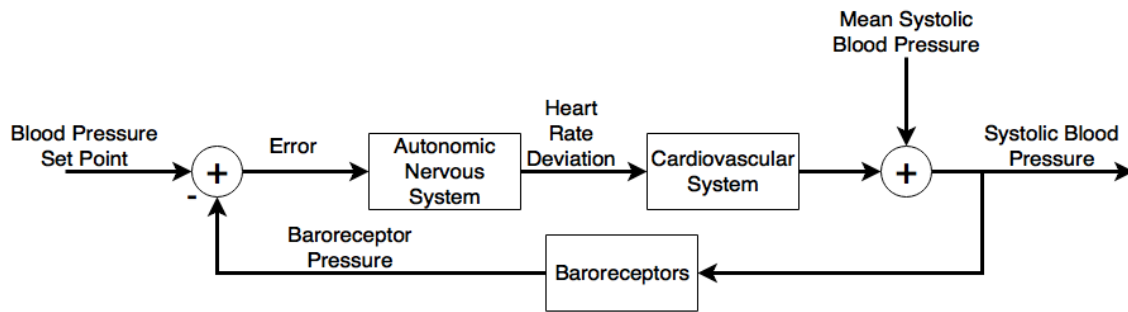 Mean Systolic
Blood Pressure
Blood Pressure
Set Point
+
-
Error
Autonomic
Nervous
System
Heart
Rate
Deviation
Cardiovascular
System
+
Systolic Blood
Pressure
Baroreceptor
Pressure
Baroreceptors